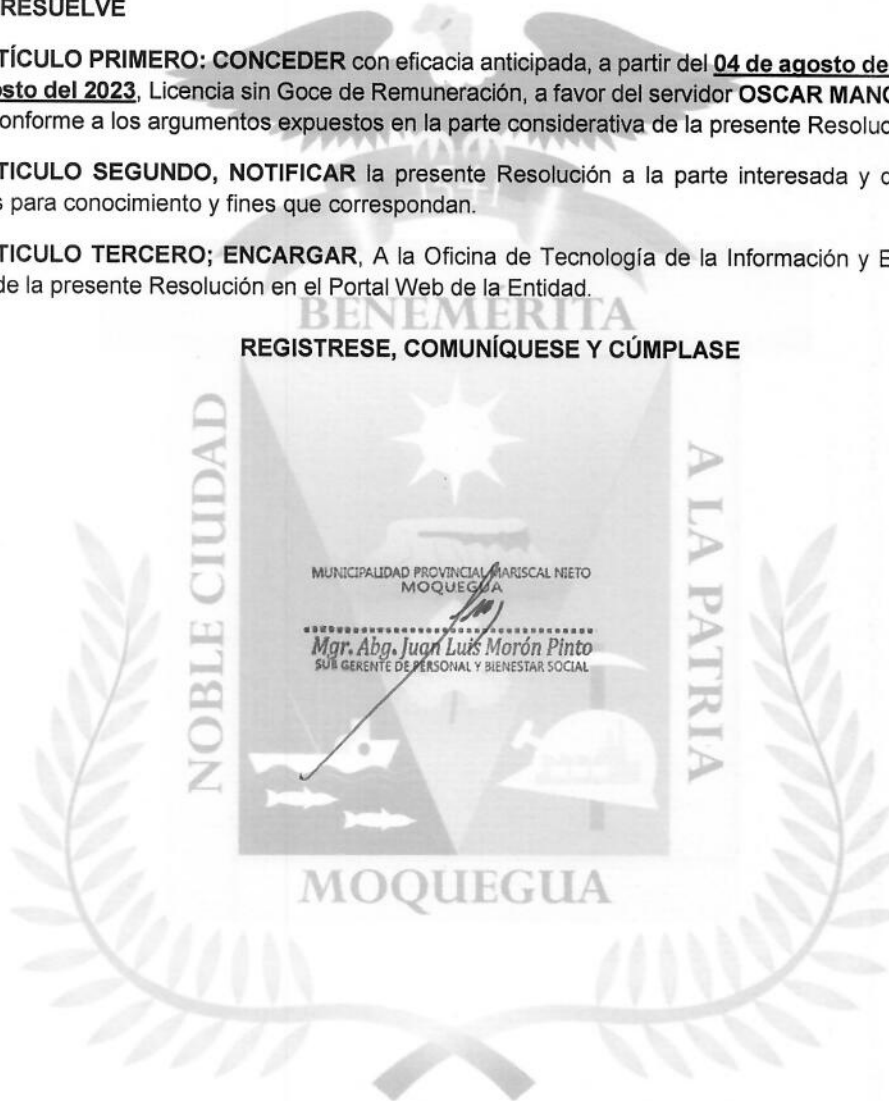 RESUELVE
TÍCULO PRIMERO: CONCEDER con eficacia anticipada, a partir del 04 de agosto de
osto del 2023, Licencia sin Goce de Remuneración, a favor del servidor OSCAR MANC
onforme a los argumentos expuestos en la parte considerativa de la presente Resoluc
TICULO SEGUNDO, NOTIFICAR la presente Resolución a la parte interesada y d
s para conocimiento y fines que correspondan.
TICULO TERCERO; ENCARGAR, A la Oficina de Tecnología de la Información y E
de la presente Resolución en el Portal Web de la Entidad.
BENEMERITA
REGISTRESE, COMUNÍQUESE Y CÚMPLASE
NOBLE CIUDAD
A LA PATRIA
MUNICIPALIDAD PROVINCIAL MARISCAL NIETO
MOQUEGUA
Mgr. Abg. Juan Luis Morón Pinto
SUB GERENTE DE PERSONAL Y BIENESTAR SOCIAL
MOQUEGUA